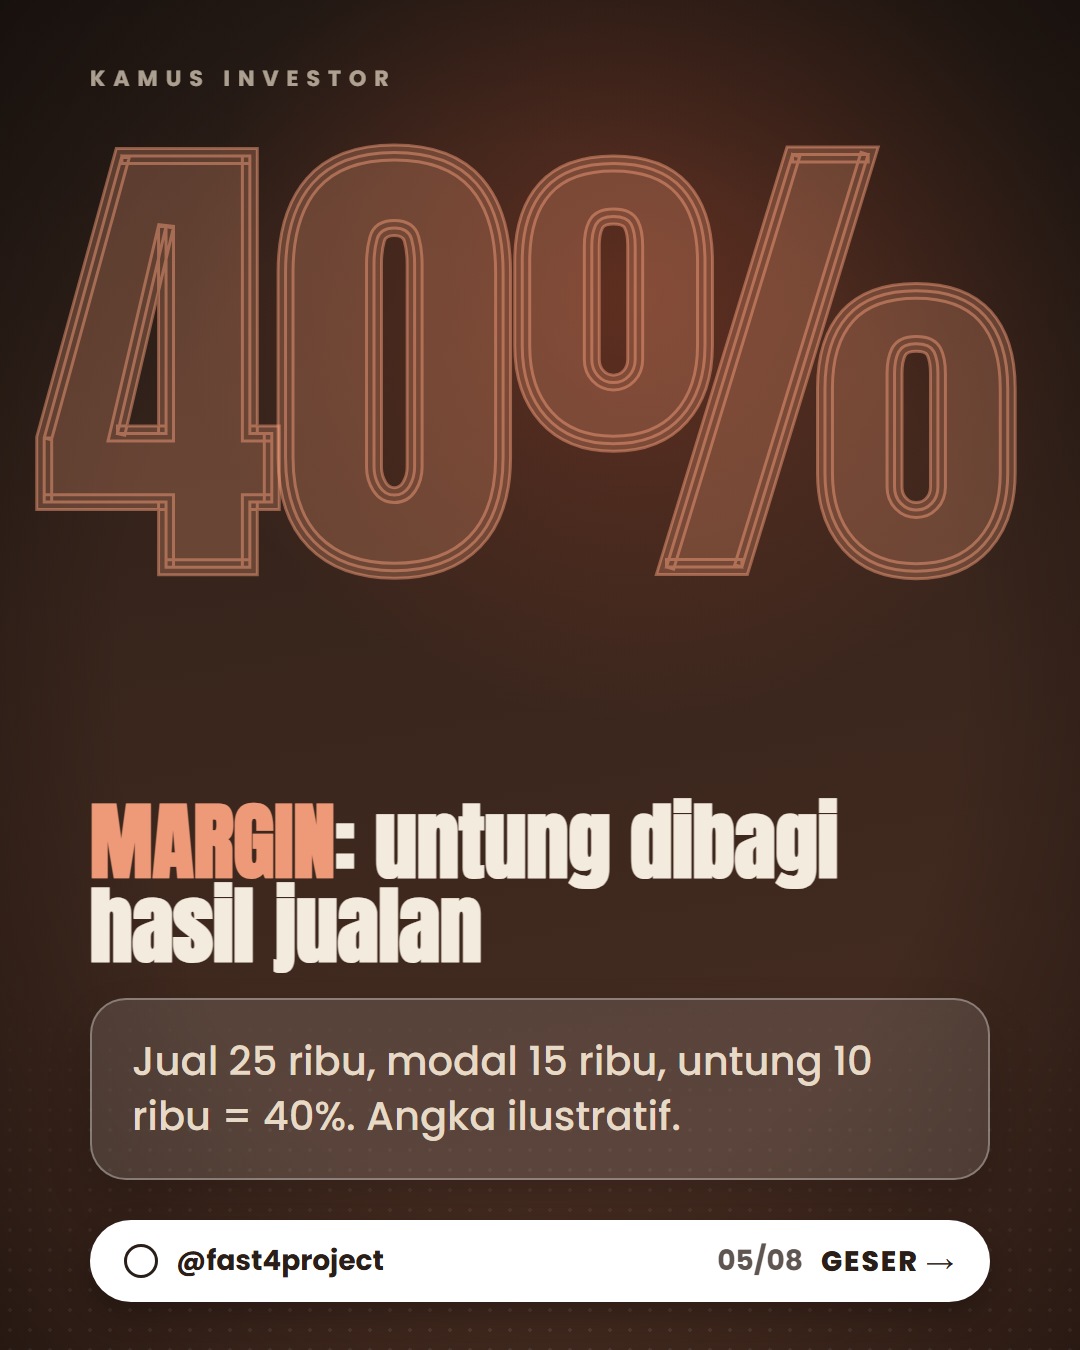 KAMUS INVESTOR
40%
MARGIN: untung dibagi
hasil jualan
Jual 25 ribu, modal 15 ribu, untung 10
ribu = 40%. Angka ilustratif.
@fast4project 05/08 GESER →